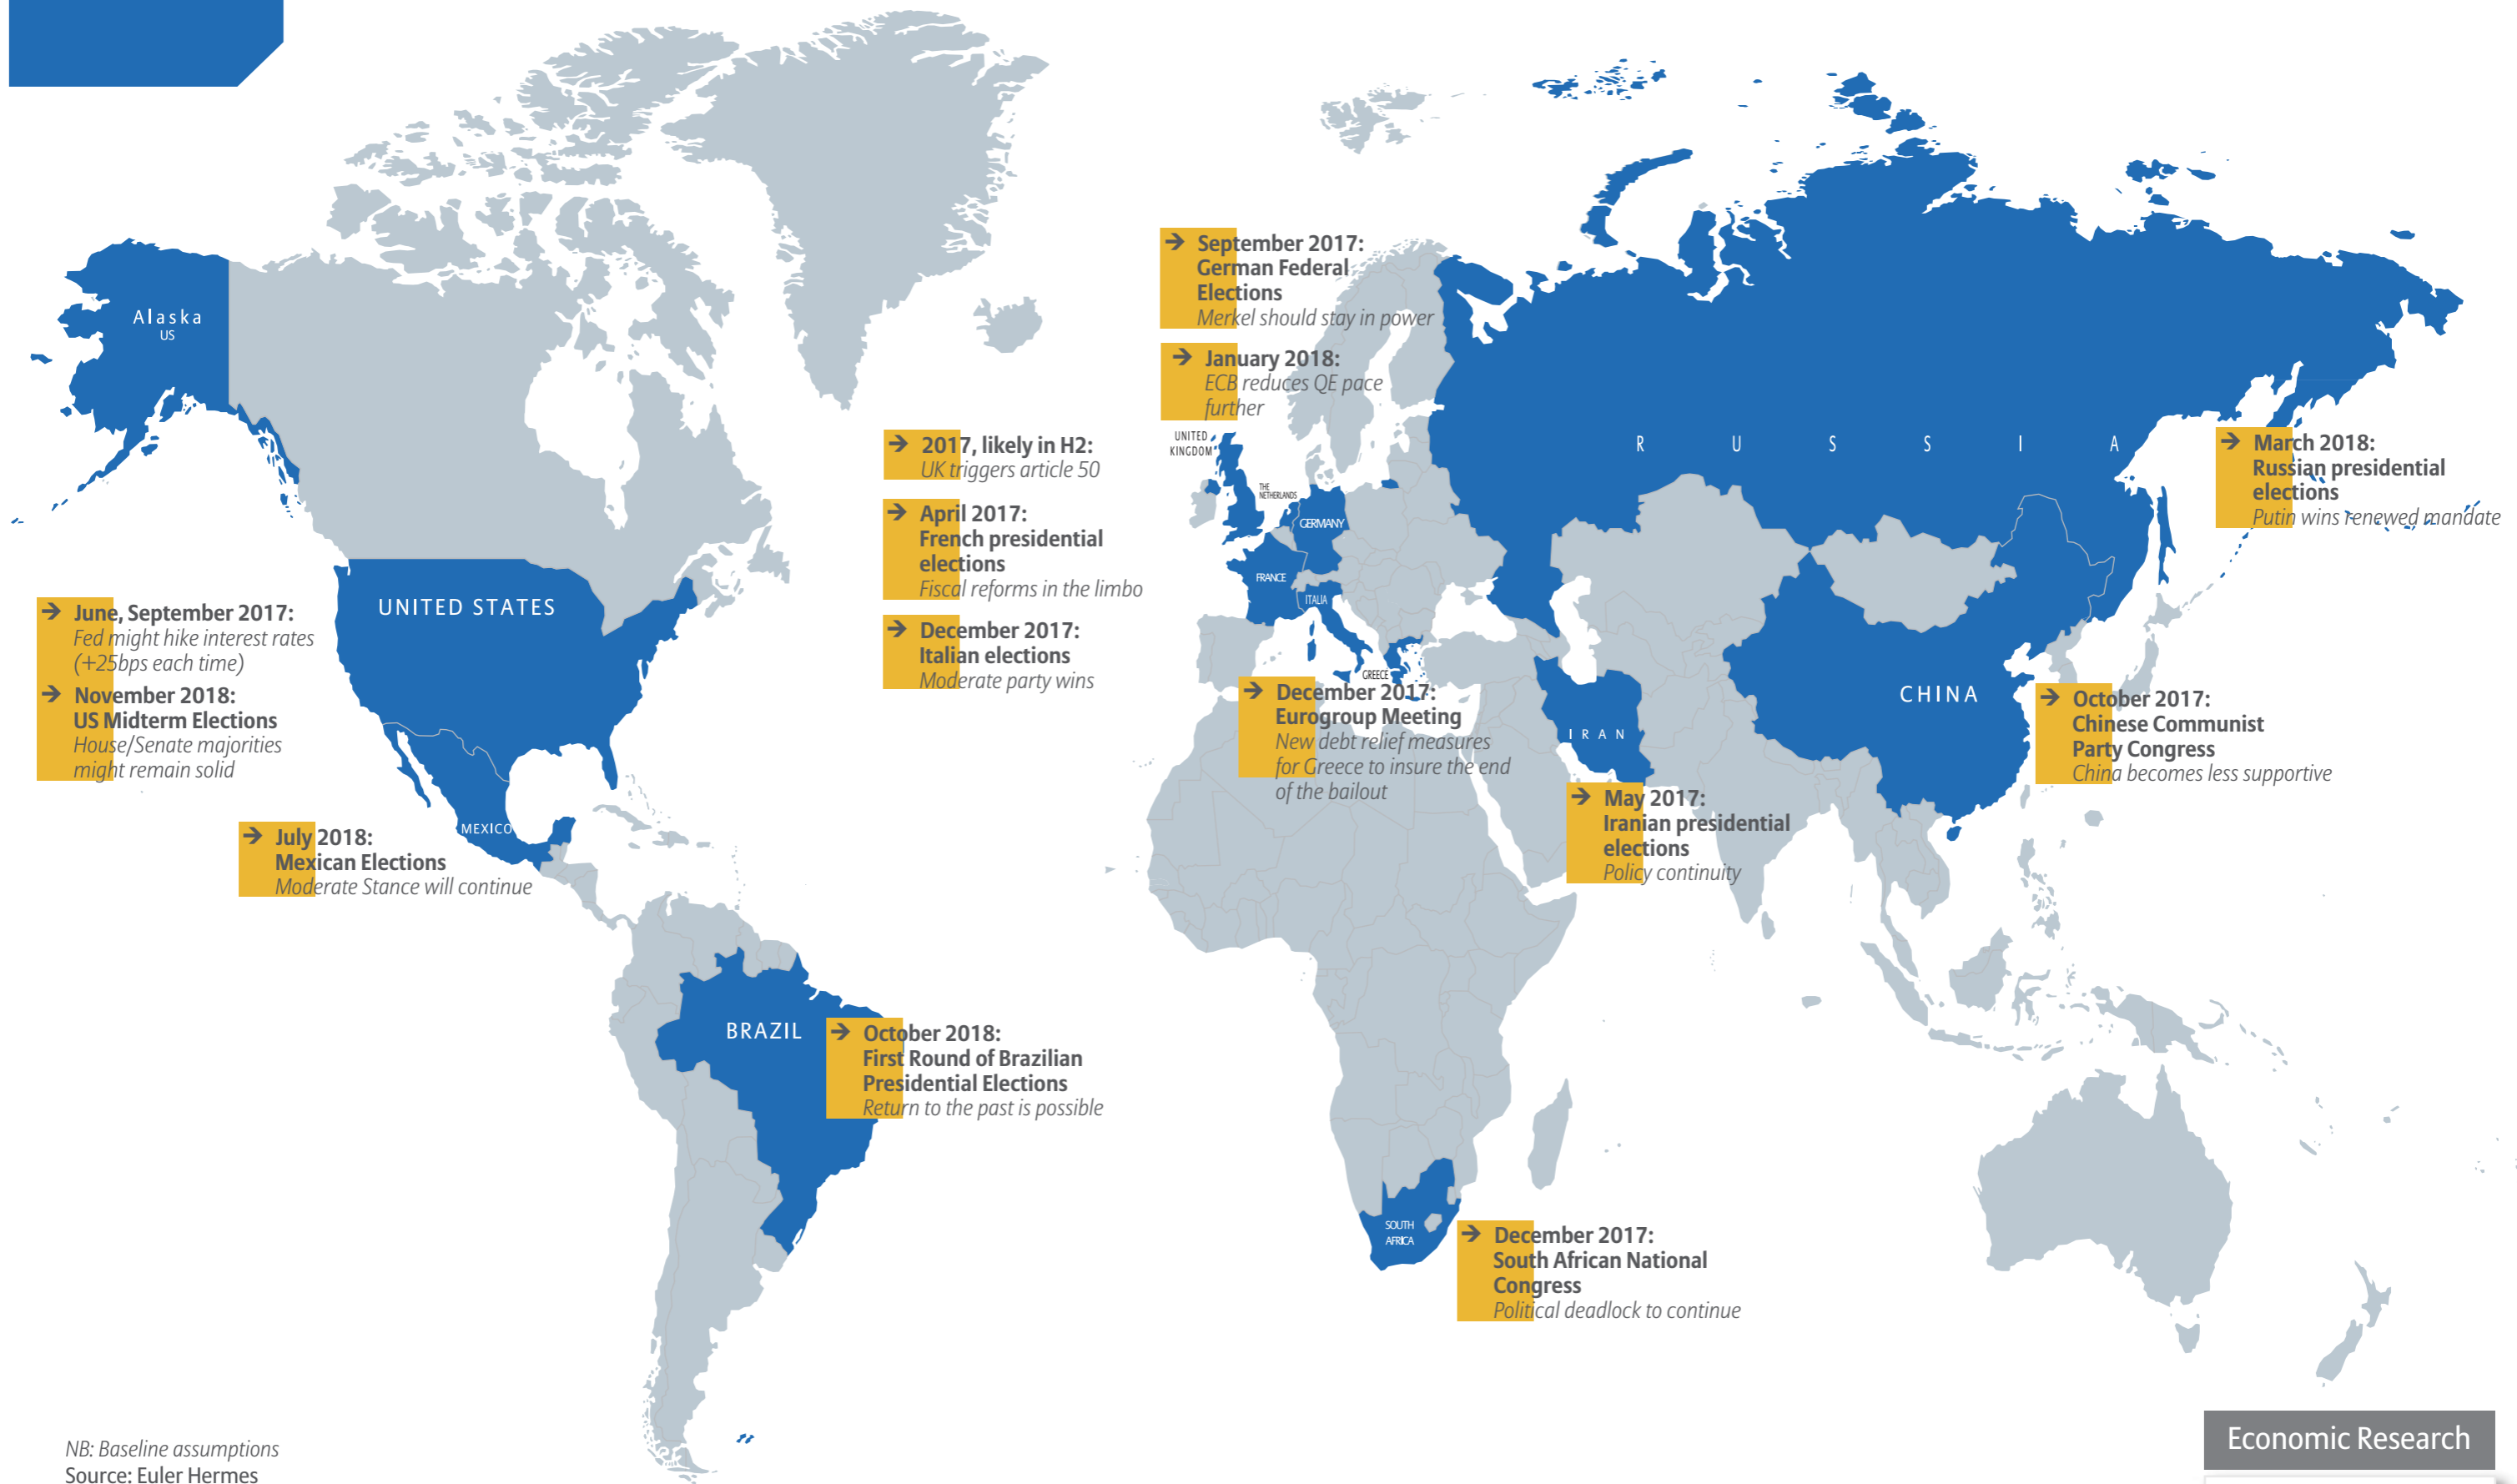 Alaska
US
UNITED STATES
June, September 2017:
Fed might hike interest rates
(+25bps each time)
November 2018:
US Midterm Elections
House/Senate majorities
might remain solid
MEXICO
July 2018:
Mexican Elections
Moderate Stance will continue
BRAZIL
October 2018:
First Round of Brazilian
Presidential Elections
Return to the past is possible
2017, likely in H2:
UK triggers article 50
April 2017:
French presidential
elections
Fiscal reforms in the limbo
December 2017:
Italian elections
Moderate party wins
September 2017:
German Federal
Elections
Merkel should stay in power
January 2018:
ECB reduces QE pace
further
UNITED
KINGDOM
THE
NETHERLANDS
GERMANY
FRANCE
ITALIA
GREECE
December 2017:
Eurogroup Meeting
New debt relief measures
for Greece to insure the end
of the bailout
RUSSIA
March 2018:
Russian presidential
elections
Putin wins renewed mandate
IRAN
May 2017:
Iranian presidential
elections
Policy continuity
CHINA
October 2017:
Chinese Communist
Party Congress
China becomes less supportive
SOUTH
AFRICA
December 2017:
South African National
Congress
Political deadlock to continue
NB: Baseline assumptions
Source: Euler Hermes
Economic Research